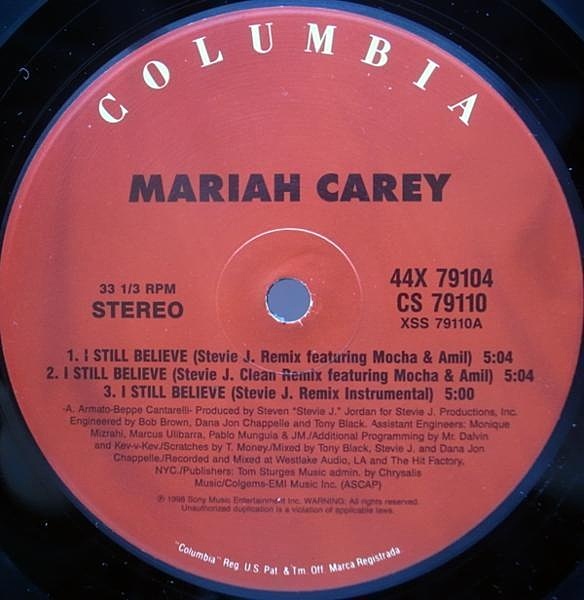 COLUMBIA
MARIAH CAREY
33 1/3 RPM
STEREO
44X 79104
CS 79110
XSS 79110A
1. I STILL BELIEVE (Stevie J. Remix featuring Mocha & Amil) 5:04
2. I STILL BELIEVE (Stevie J. Clean Remix featuring Mocha & Amil) 5:04
3. I STILL BELIEVE (Stevie J. Remix Instrumental) 5:00
-A. Armato-Beppe Cantarelli- Produced by Steven "Stevie J." Jordan for Stevie J. Productions, Inc.
Engineered by Bob Brown, Dana Jon Chappelle and Tony Black. Assistant Engineers: Monique
Mizrahi, Marcus Ulibarra, Pablo Munguia & JM./Additional Programming by Mr. Dalvin
and Kev-v-Kev./Scratches by T. Money./Mixed by Tony Black, Stevie J. and Dana Jon
Chappelle./Recorded and Mixed at Westlake Audio, LA and The Hit Factory,
NYC./Publishers: Tom Sturges Music admin. by Chrysalis
Music/Colgems-EMI Music Inc. (ASCAP)
℗ 1998 Sony Music Entertainment Inc. WARNING: All rights reserved.
Unauthorized duplication is a violation of applicable laws.
"Columbia" Reg. U.S. Pat. & Tm. Off. Marca Registrada